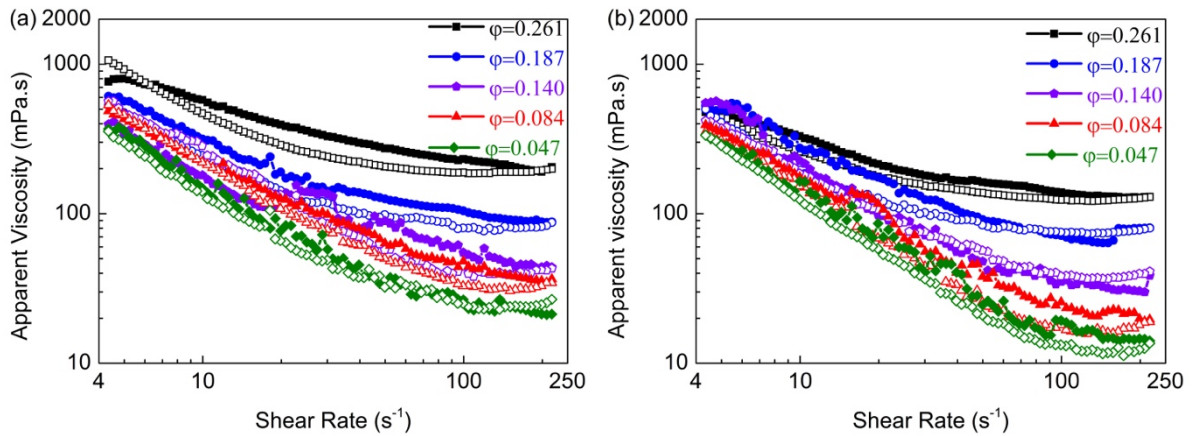 (a)
2000
1000
100
10
4
10
100
250
Apparent Viscosity (mPa.s)
Shear Rate (s⁻¹)
φ=0.261
φ=0.187
φ=0.140
φ=0.084
φ=0.047
(b)
2000
1000
100
10
4
10
100
250
Apparent viscosity (mPa.s)
Shear Rate (s⁻¹)
φ=0.261
φ=0.187
φ=0.140
φ=0.084
φ=0.047